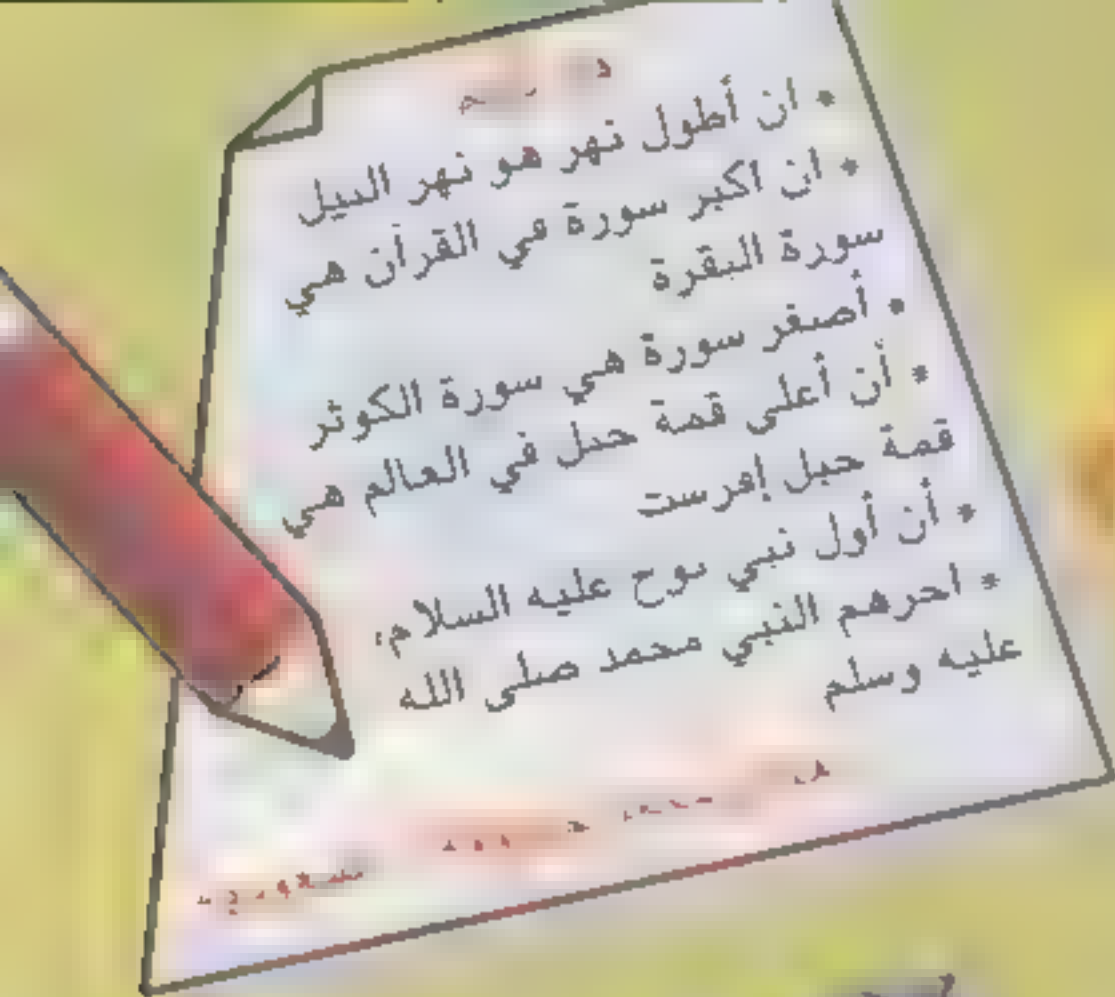 • ان أطول نهر هو نهر النيل
• ان اكبر سورة في القرآن هي
سورة البقرة
• أصغر سورة هي سورة الكوثر
• أن أعلى قمة جبل في العالم هي
قمة جبل إفرست
• أن أول نبي نوح عليه السلام،
• اخرهم النبي محمد صلى الله
عليه وسلم